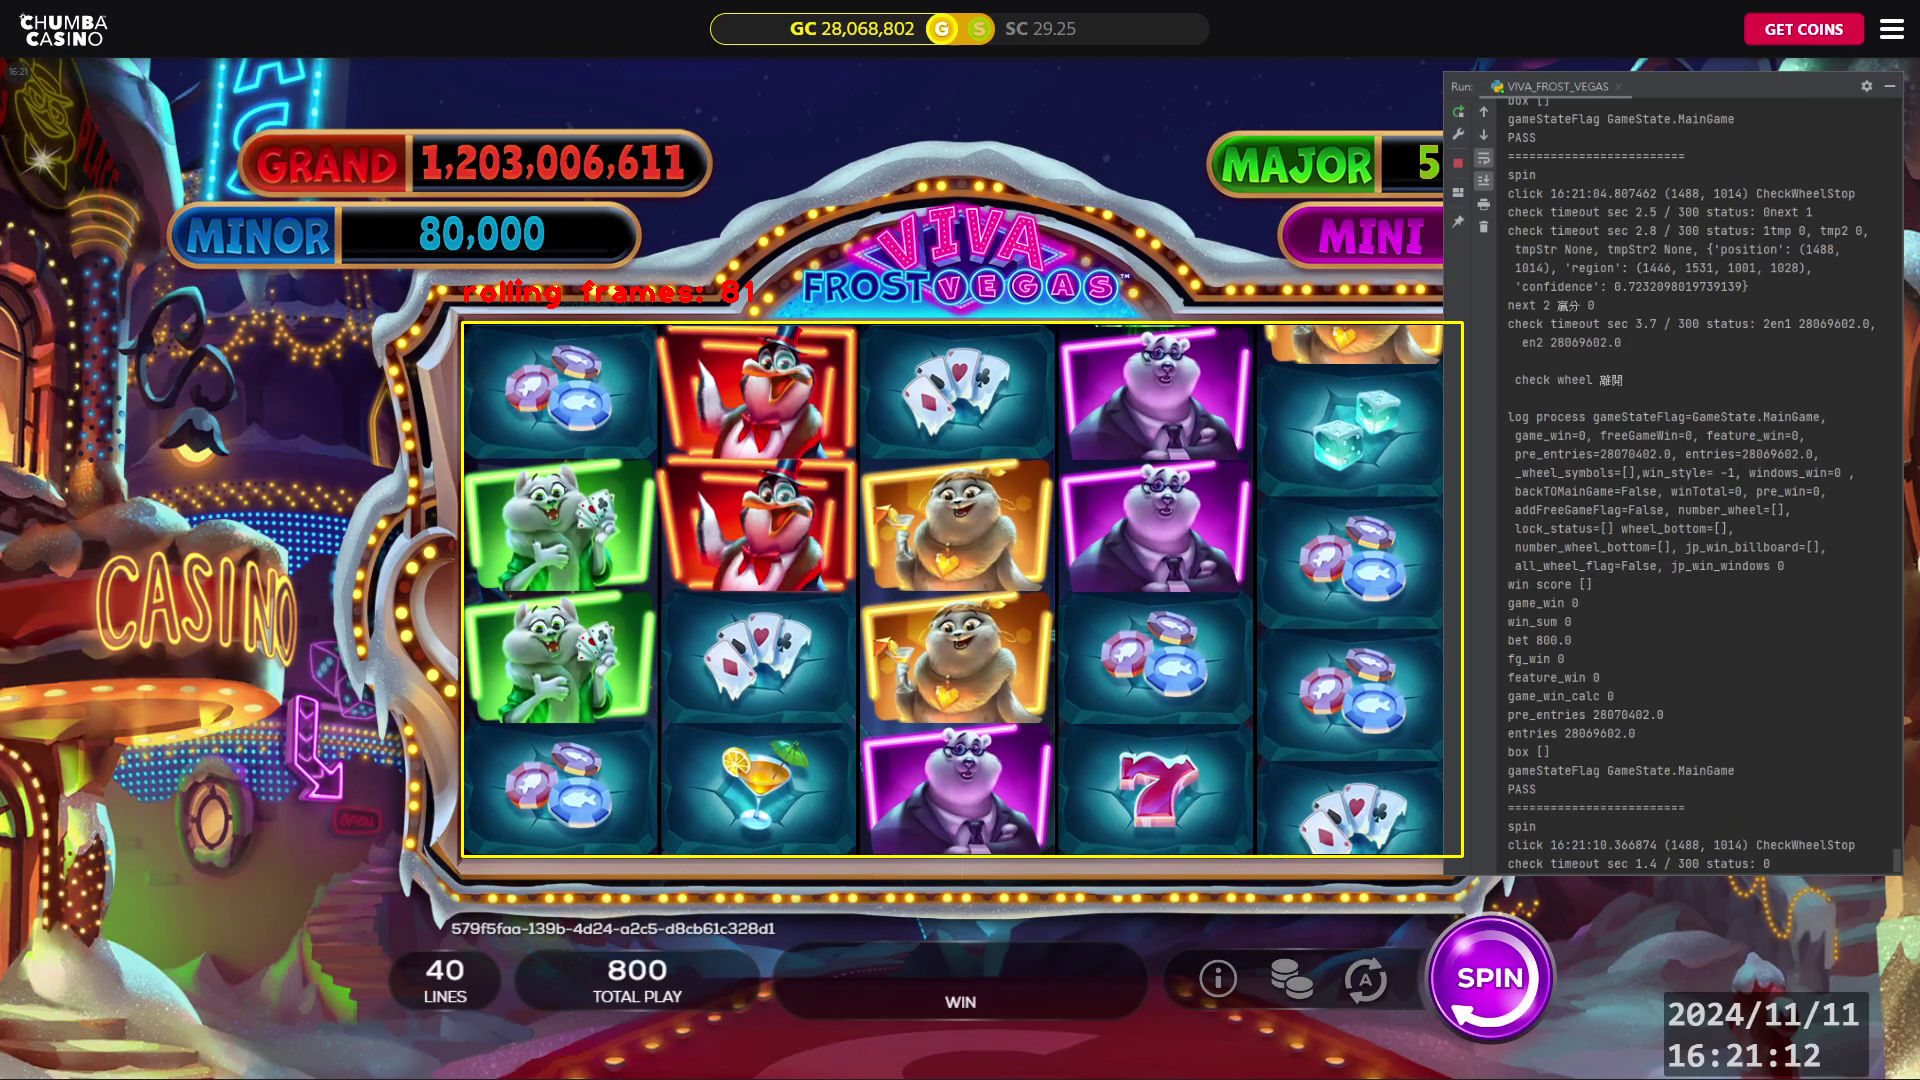 CHUMBA
CASINO
GC 28,068,802
G
S
SC 29.25
GET COINS
16:21
GRAND 1,203,006,611
MAJOR 5
MINOR 80,000
MINI
VIVA
FROST VEGAS™
rolling frames: 81
CASINO
OPEN
7
579f5faa-139b-4d24-a2c5-d8cb61c328d1
40
LINES
800
TOTAL PLAY
WIN
A
SPIN
2024/11/11
16:21:12
Run: VIVA_FROST_VEGAS
box []
gameStateFlag GameState.MainGame
PASS
=========================
spin
click 16:21:04.807462 (1488, 1014) CheckWheelStop
check timeout sec 2.5 / 300 status: 0next 1
check timeout sec 2.8 / 300 status: 1tmp 0, tmp2 0,
tmpStr None, tmpStr2 None, {'position': (1488,
1014), 'region': (1446, 1531, 1001, 1028),
'confidence': 0.7232098019739139}
next 2 贏分 0
check timeout sec 3.7 / 300 status: 2en1 28069602.0,
en2 28069602.0
check wheel 離開
log process gameStateFlag=GameState.MainGame,
game_win=0, freeGameWin=0, feature_win=0,
pre_entries=28070402.0, entries=28069602.0,
_wheel_symbols=[],win_style= -1, windows_win=0 ,
backTOMainGame=False, winTotal=0, pre_win=0,
addFreeGameFlag=False, number_wheel=[],
lock_status=[] wheel_bottom=[],
number_wheel_bottom=[], jp_win_billboard=[],
all_wheel_flag=False, jp_win_windows 0
win score []
game_win 0
win_sum 0
bet 800.0
fg_win 0
feature_win 0
game_win_calc 0
pre_entries 28070402.0
entries 28069602.0
box []
gameStateFlag GameState.MainGame
PASS
=========================
spin
click 16:21:10.366874 (1488, 1014) CheckWheelStop
check timeout sec 1.4 / 300 status: 0